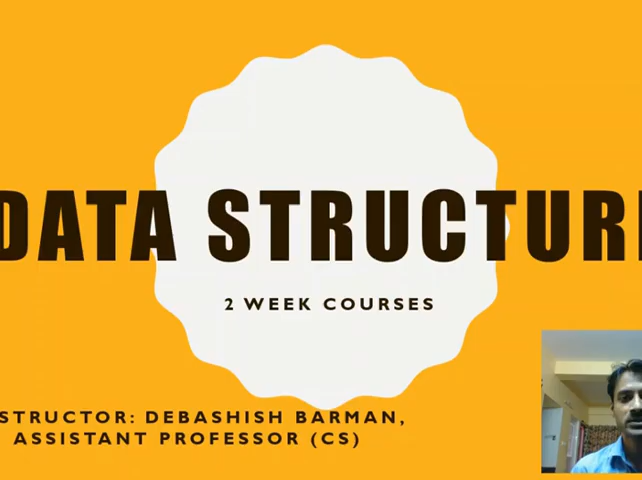 DATA STRUCTUR
2 WEEK COURSES
STRUCTOR: DEBASHISH BARMAN,
ASSISTANT PROFESSOR (CS)